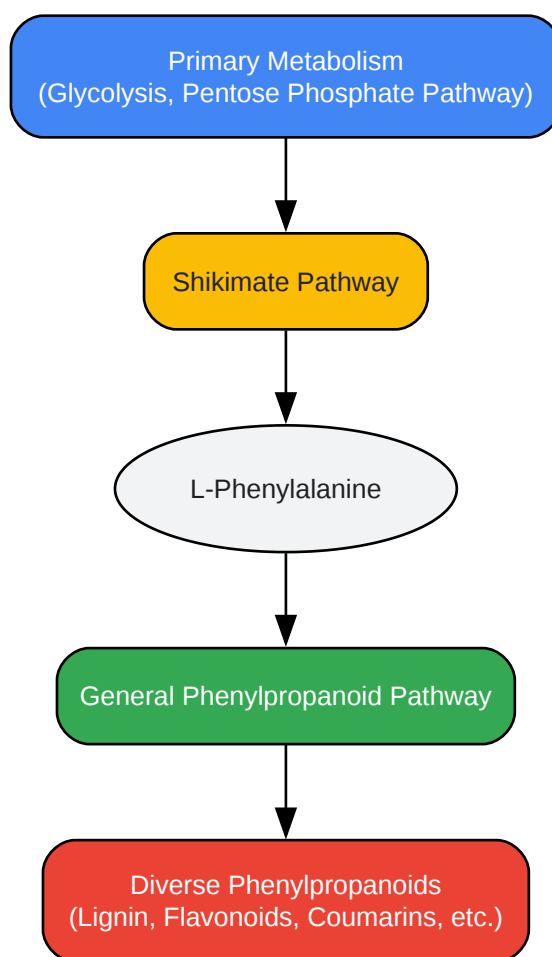 Primary Metabolism
(Glycolysis, Pentose Phosphate Pathway)
Shikimate Pathway
L-Phenylalanine
General Phenylpropanoid Pathway
Diverse Phenylpropanoids
(Lignin, Flavonoids, Coumarins, etc.)